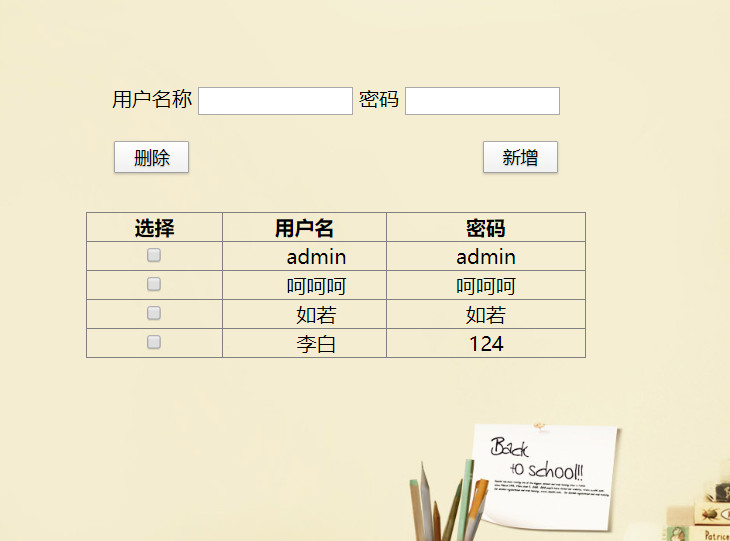 用户名称 密码
删除 新增
选择 用户名 密码
admin admin
呵呵呵 呵呵呵
如若 如若
李白 124
Back
to school!!
Patrice